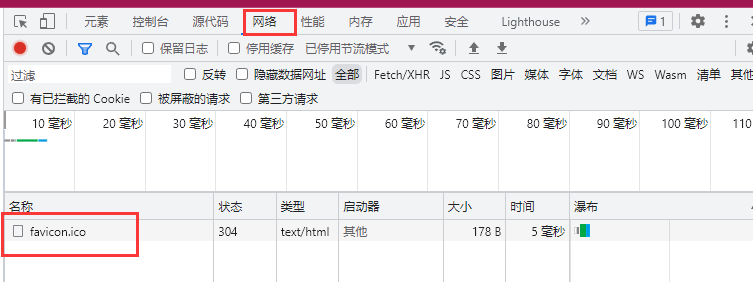 元素 控制台 源代码 网络 性能 内存 应用 安全 Lighthouse » 1
保留日志 停用缓存 已停用节流模式
过滤 反转 隐藏数据网址 全部 Fetch/XHR JS CSS 图片 媒体 字体 文档 WS Wasm 清单 其他
有已拦截的 Cookie 被屏蔽的请求 第三方请求
10 毫秒 20 毫秒 30 毫秒 40 毫秒 50 毫秒 60 毫秒 70 毫秒 80 毫秒 90 毫秒 100 毫秒 110
名称 状态 类型 启动器 大小 时间 瀑布
favicon.ico 304 text/html 其他 178 B 5 毫秒